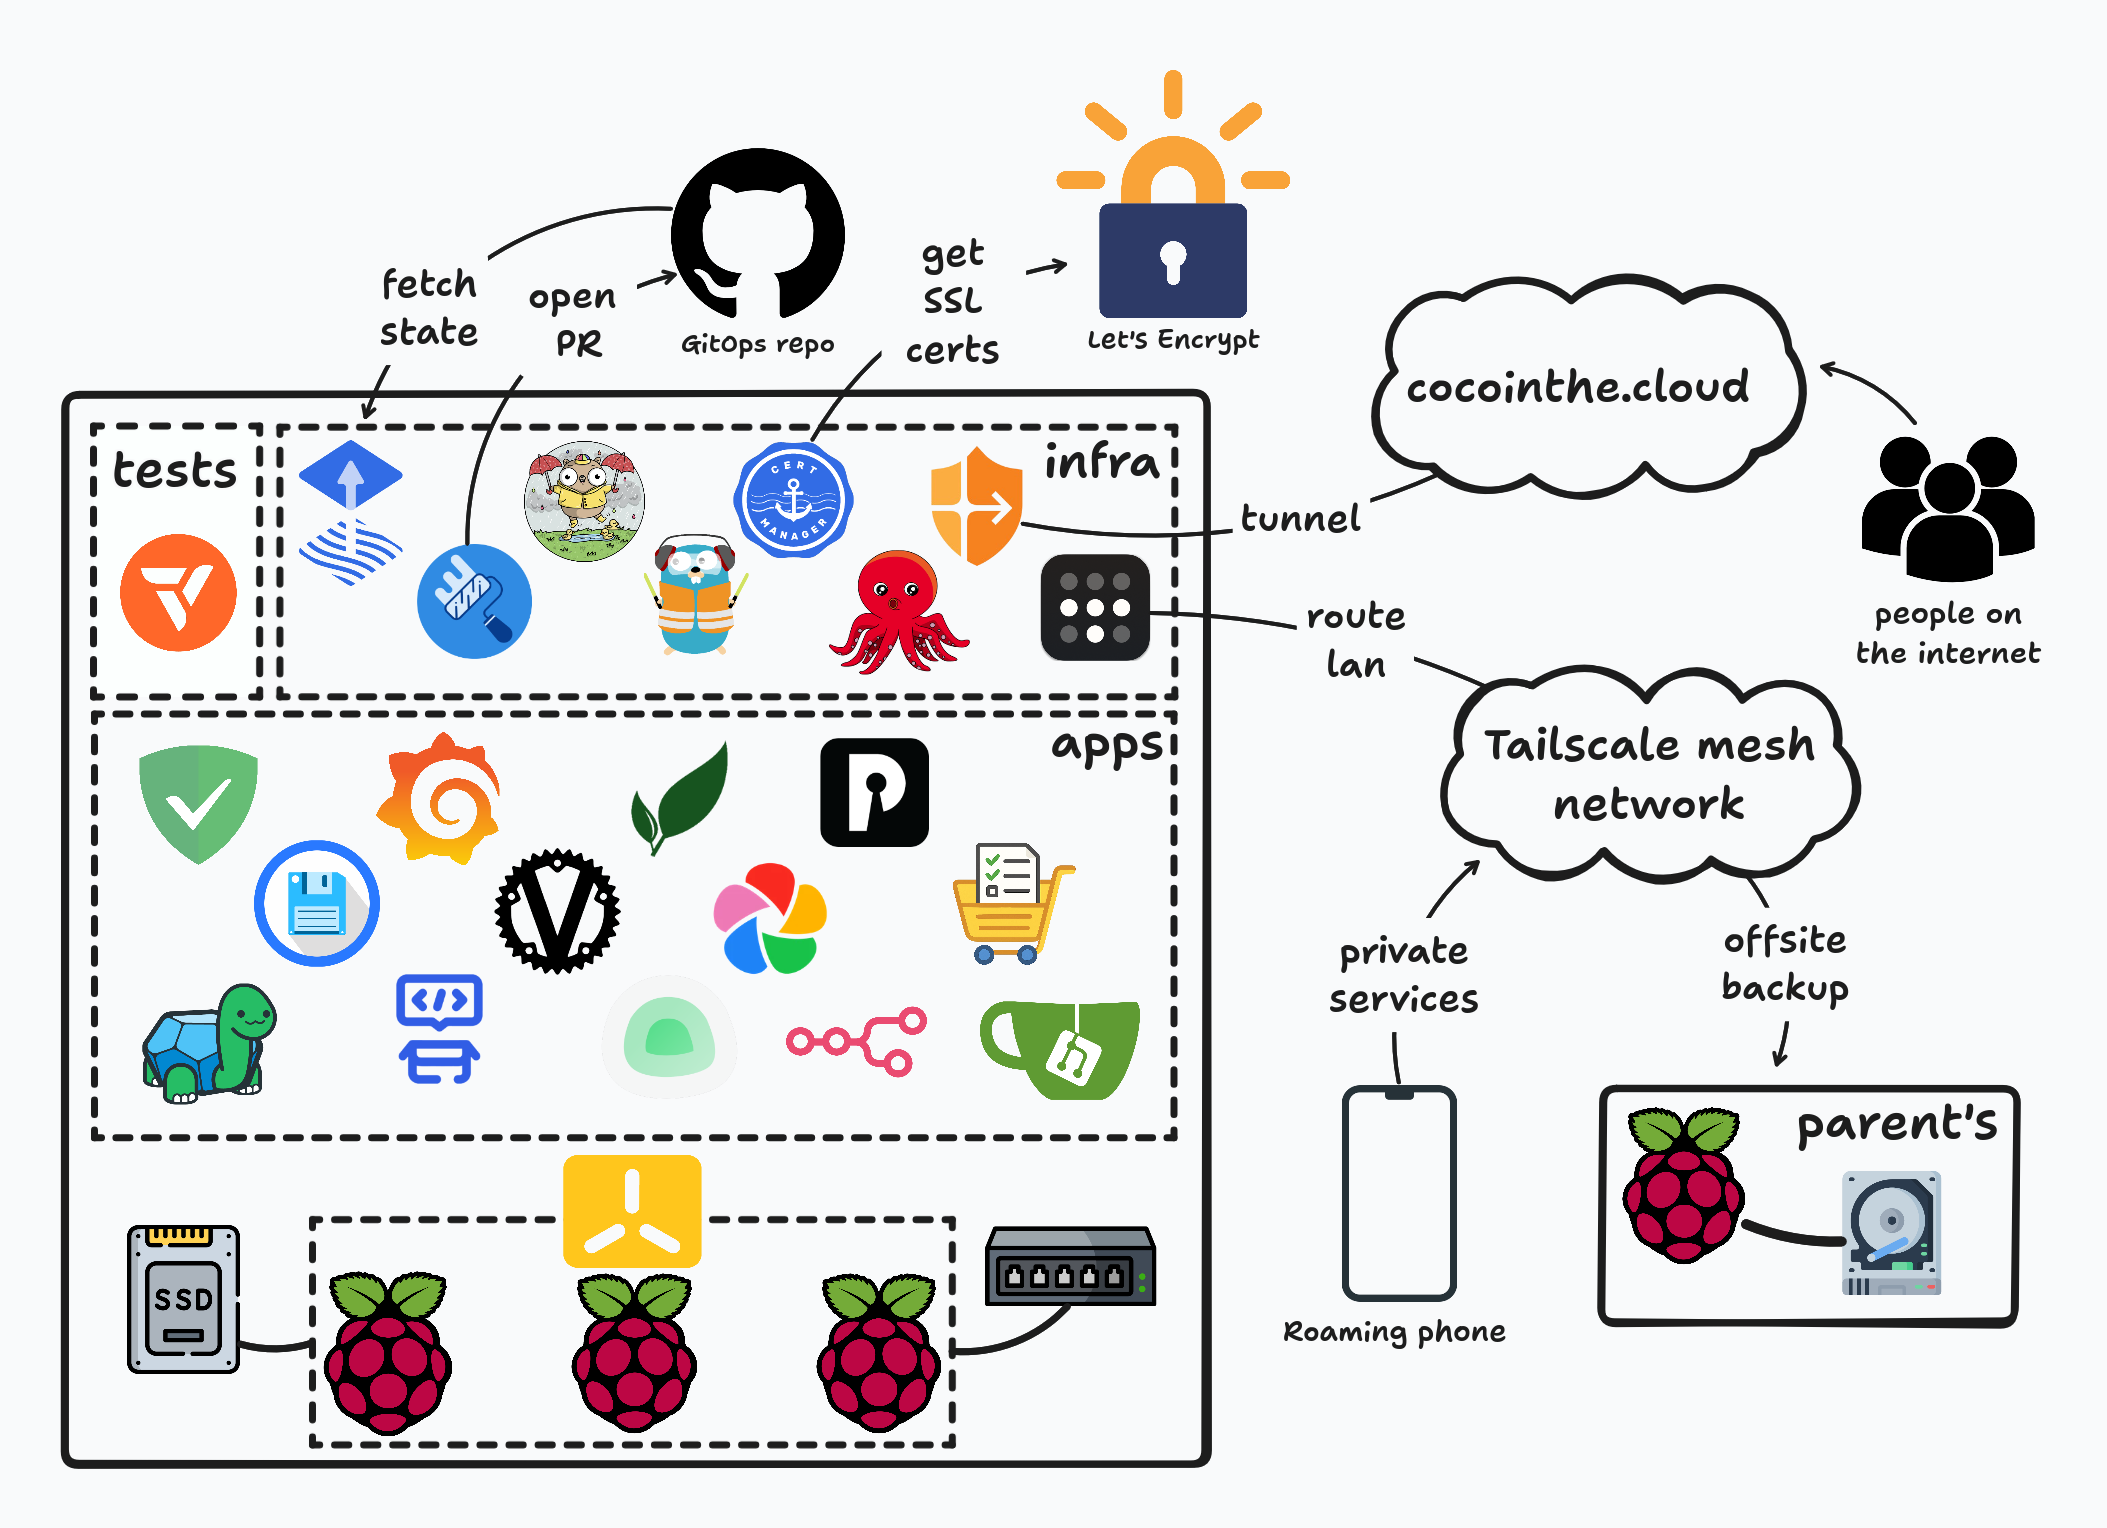 fetch
state
open
PR
GitOps repo
get
SSL
certs
Let's Encrypt
cocointhe.cloud
people on
the internet
tests
infra
CERT
MANAGER
tunnel
route
lan
Tailscale mesh
network
apps
private
services
offsite
backup
Roaming phone
parent's
SSD